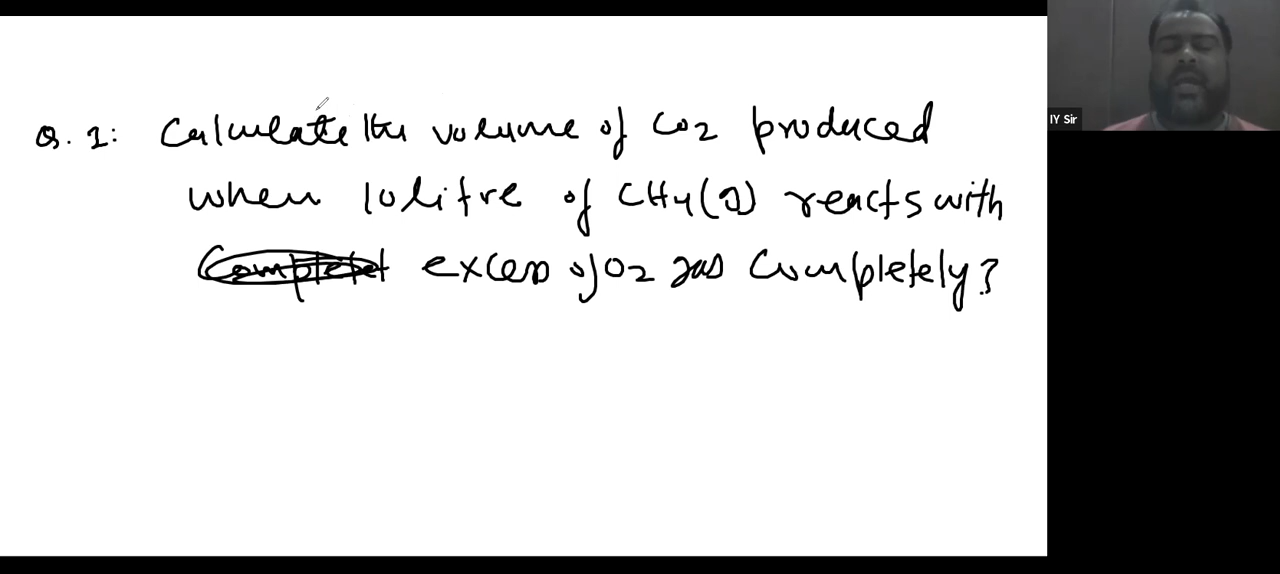 Q. 1: Calculate the volume of CO2 produced
when 10 litre of CH4(g) reacts with
excess of O2 gas completely?
IY Sir